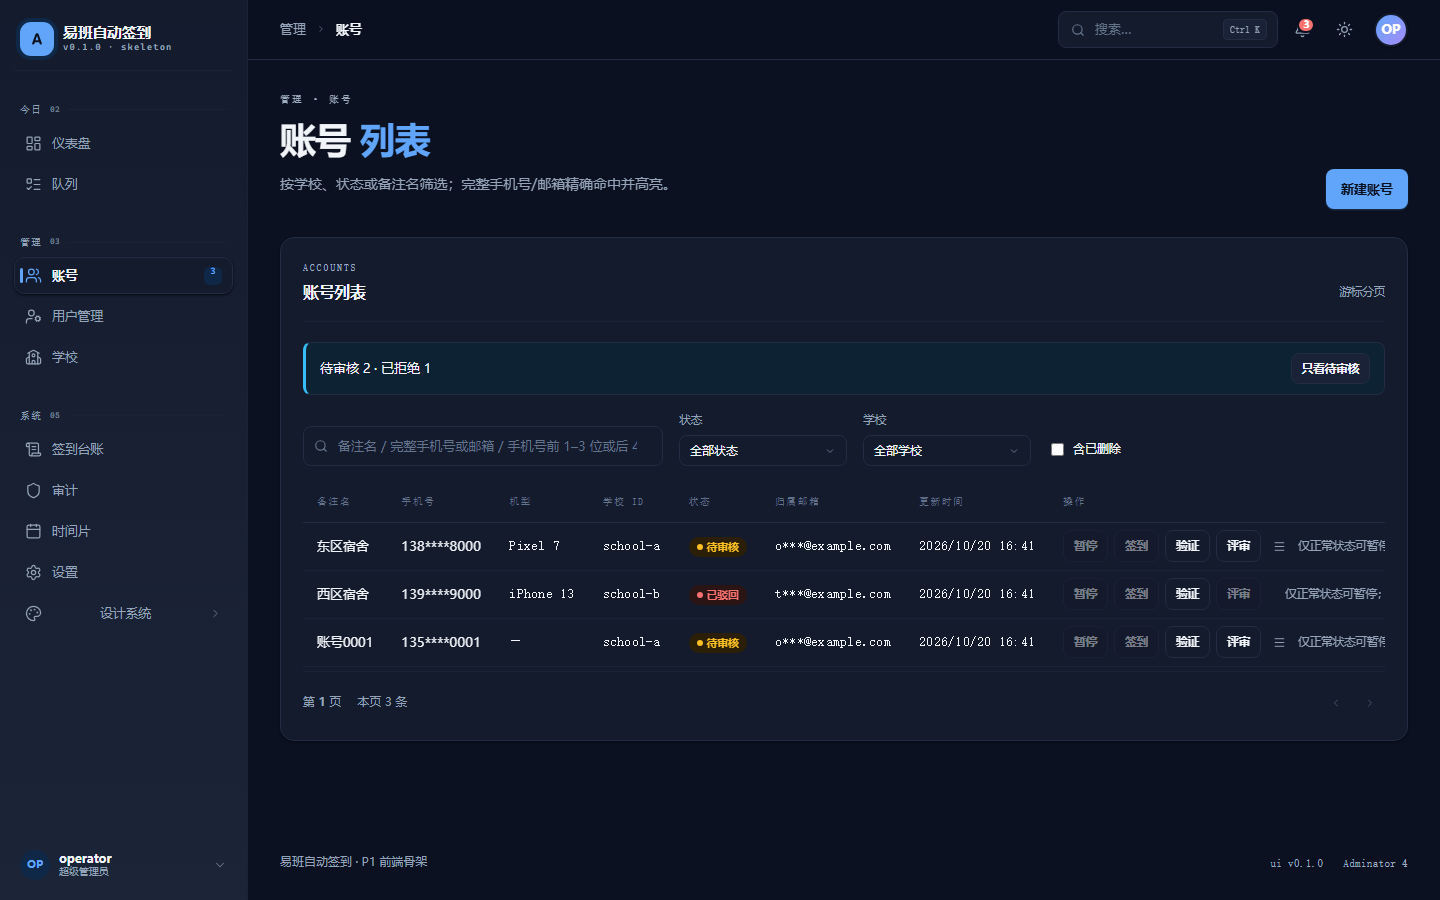 A
易班自动签到
v0.1.0 · skeleton
今日 02
仪表盘
队列
管理 03
账号 3
用户管理
学校
系统 05
签到台账
审计
时间片
设置
设计系统
OP
operator
超级管理员
管理 › 账号
搜索... Ctrl K
3
OP
管理 · 账号
账号 列表
按学校、状态或备注名筛选；完整手机号/邮箱精确命中并高亮。
新建账号
ACCOUNTS
账号列表
游标分页
待审核 2 · 已拒绝 1
只看待审核
状态 学校
备注名 / 完整手机号或邮箱 / 手机号前 1–3 位或后 4 全部状态 全部学校 含已删除
备注名 手机号 机型 学校 ID 状态 归属邮箱 更新时间 操作
东区宿舍 138****8000 Pixel 7 school-a 待审核 o***@example.com 2026/10/20 16:41 暂停 签到 验证 评审 ☰ 仅正常状态可暂停
西区宿舍 139****9000 iPhone 13 school-b 已驳回 t***@example.com 2026/10/20 16:41 暂停 签到 验证 评审 仅正常状态可暂停;
账号0001 135****0001 — school-a 待审核 o***@example.com 2026/10/20 16:41 暂停 签到 验证 评审 ☰ 仅正常状态可暂停
第 1 页 本页 3 条
‹ ›
易班自动签到 · P1 前端骨架
ui v0.1.0 Adminator 4